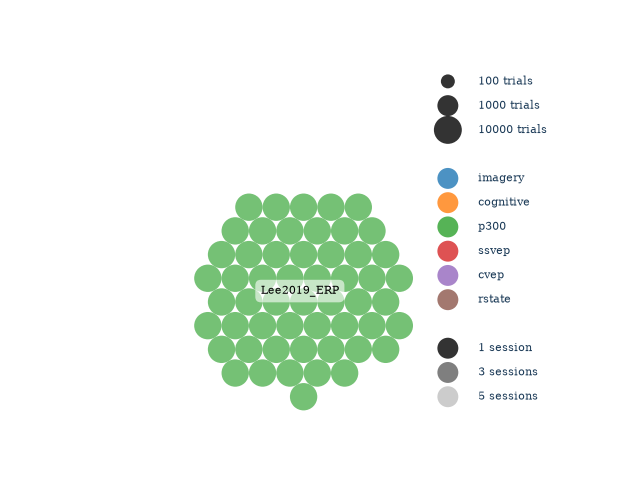 100 trials
1000 trials
10000 trials
imagery
cognitive
p300
ssvep
cvep
rstate
1 session
3 sessions
5 sessions
Lee2019_ERP